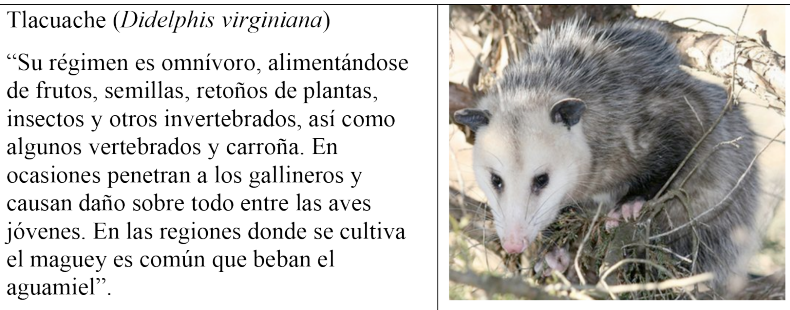 Tlacuache (Didelphis virginiana)
“Su régimen es omnívoro, alimentándose
de frutos, semillas, retoños de plantas,
insectos y otros invertebrados, así como
algunos vertebrados y carroña. En
ocasiones penetran a los gallineros y
causan daño sobre todo entre las aves
jóvenes. En las regiones donde se cultiva
el maguey es común que beban el
aguamiel”.